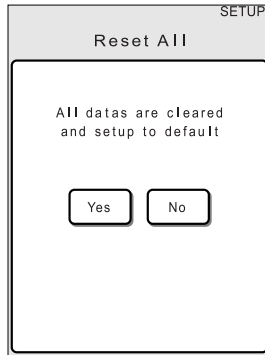 SETUP
Reset All
All datas are cleared
and setup to default
Yes No